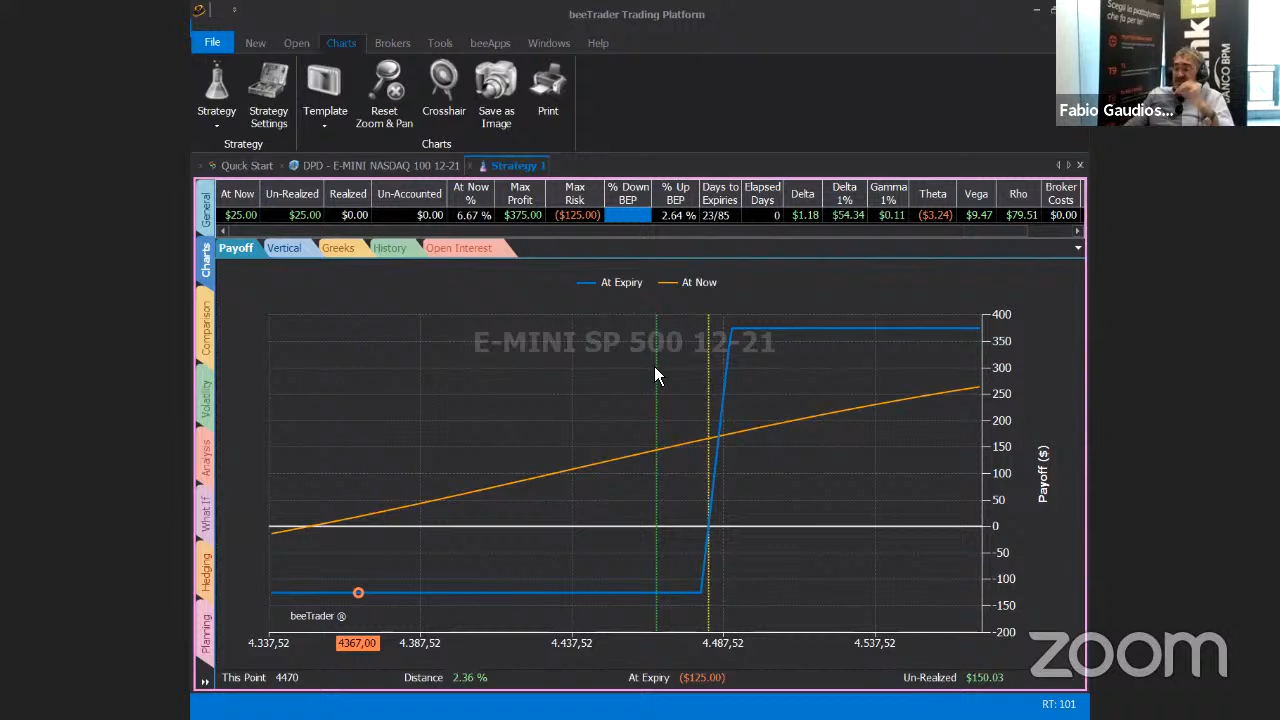 beeTrader Trading Platform
File New Open Charts Brokers Tools beeApps Windows Help
Strategy Strategy Settings Template Reset Zoom & Pan Crosshair Save as Image Print
Strategy Charts
Quick Start DPD - E-MINI NASDAQ 100 12-21 Strategy 1
At Now Un-Realized Realized Un-Accounted At Now % Max Profit Max Risk % Down BEP % Up BEP Days to Expiries Elapsed Days Delta Delta 1% Gamma 1% Theta Vega Rho Broker Costs
$25.00 $25.00 $0.00 $0.00 6.67 % $375.00 ($125.00) 2.64 % 23/85 0 $1.18 $54.34 $0.11 ($3.24) $9.47 $79.51 $0.00
Payoff Vertical Greeks History Open Interest
General
Charts
Comparison
Volatility
Analysis
What If
Hedging
Planning
At Expiry At Now
E-MINI SP 500 12-21
400
350
300
250
200
150
100
50
0
-50
-100
-150
-200
Payoff ($)
beeTrader ®
4.337,52 4367,00 4.387,52 4.437,52 4.487,52 4.537,52
This Point 4470 Distance 2.36 % At Expiry ($125.00) Un-Realized $150.03
RT: 101
Scegli la piattaforma
che fa per te!
BANCO BPM
Fabio Gaudios...
zoom